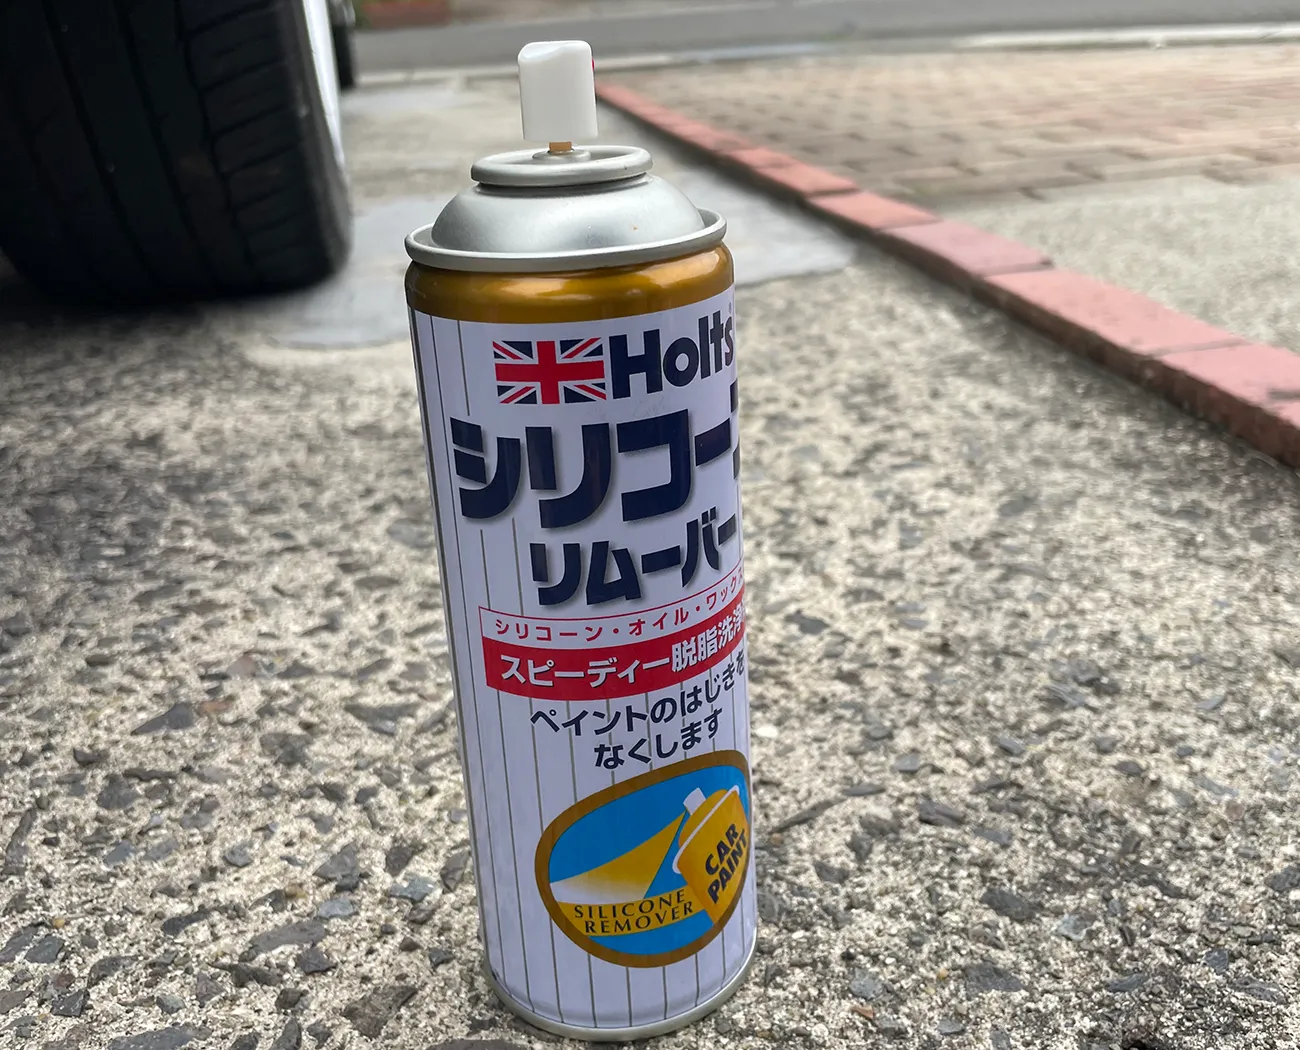 Holts
シリコーン
リムーバー
シリコーン・オイル・ワックス
スピーディー脱脂洗浄
ペイントのはじきを
なくします
CAR
PAINT
SILICONE
REMOVER